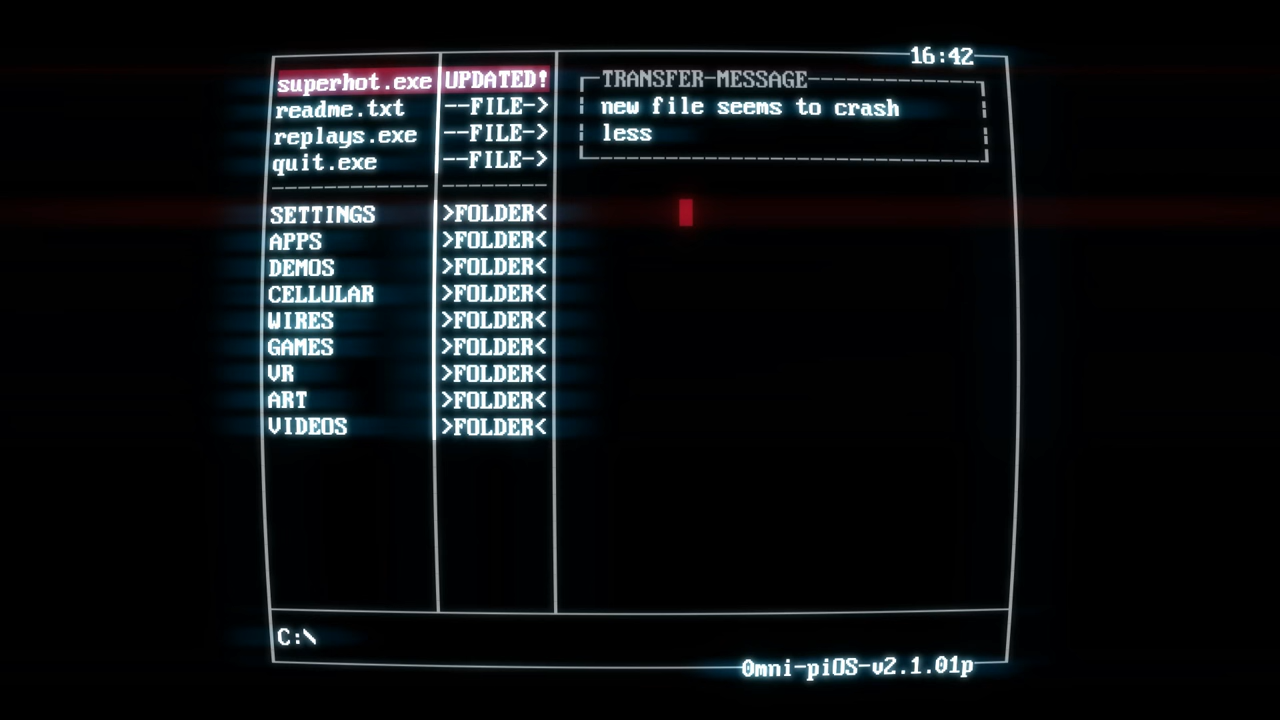 16:42
superhot.exe UPDATED!
readme.txt --FILE->
replays.exe --FILE->
quit.exe --FILE->
SETTINGS >FOLDER<
APPS >FOLDER<
DEMOS >FOLDER<
CELLULAR >FOLDER<
WIRES >FOLDER<
GAMES >FOLDER<
VR >FOLDER<
ART >FOLDER<
VIDEOS >FOLDER<
TRANSFER-MESSAGE
new file seems to crash
less
C:\
0mni-piOS-v2.1.01p